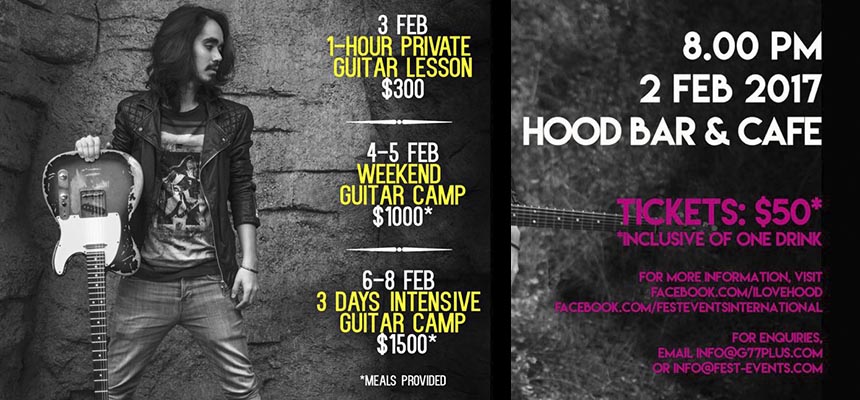 3 FEB
1-HOUR PRIVATE
GUITAR LESSON
$300
4-5 FEB
WEEKEND
GUITAR CAMP
$1000*
6-8 FEB
3 DAYS INTENSIVE
GUITAR CAMP
$1500*
*MEALS PROVIDED
8.00 PM
2 FEB 2017
HOOD BAR & CAFE
TICKETS: $50*
*INCLUSIVE OF ONE DRINK
FOR MORE INFORMATION, VISIT
FACEBOOK.COM/ILOVEHOOD
FACEBOOK.COM/FESTEVENTSINTERNATIONAL
FOR ENQUIRIES,
EMAIL INFO@G77PLUS.COM
OR INFO@FEST-EVENTS.COM